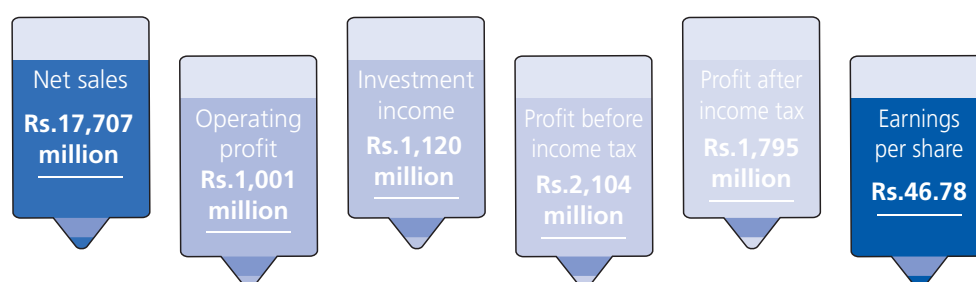 Net sales
Rs.17,707
million
Operating
profit
Rs.1,001
million
Investment
income
Rs.1,120
million
Profit before
income tax
Rs.2,104
million
Profit after
income tax
Rs.1,795
million
Earnings
per share
Rs.46.78